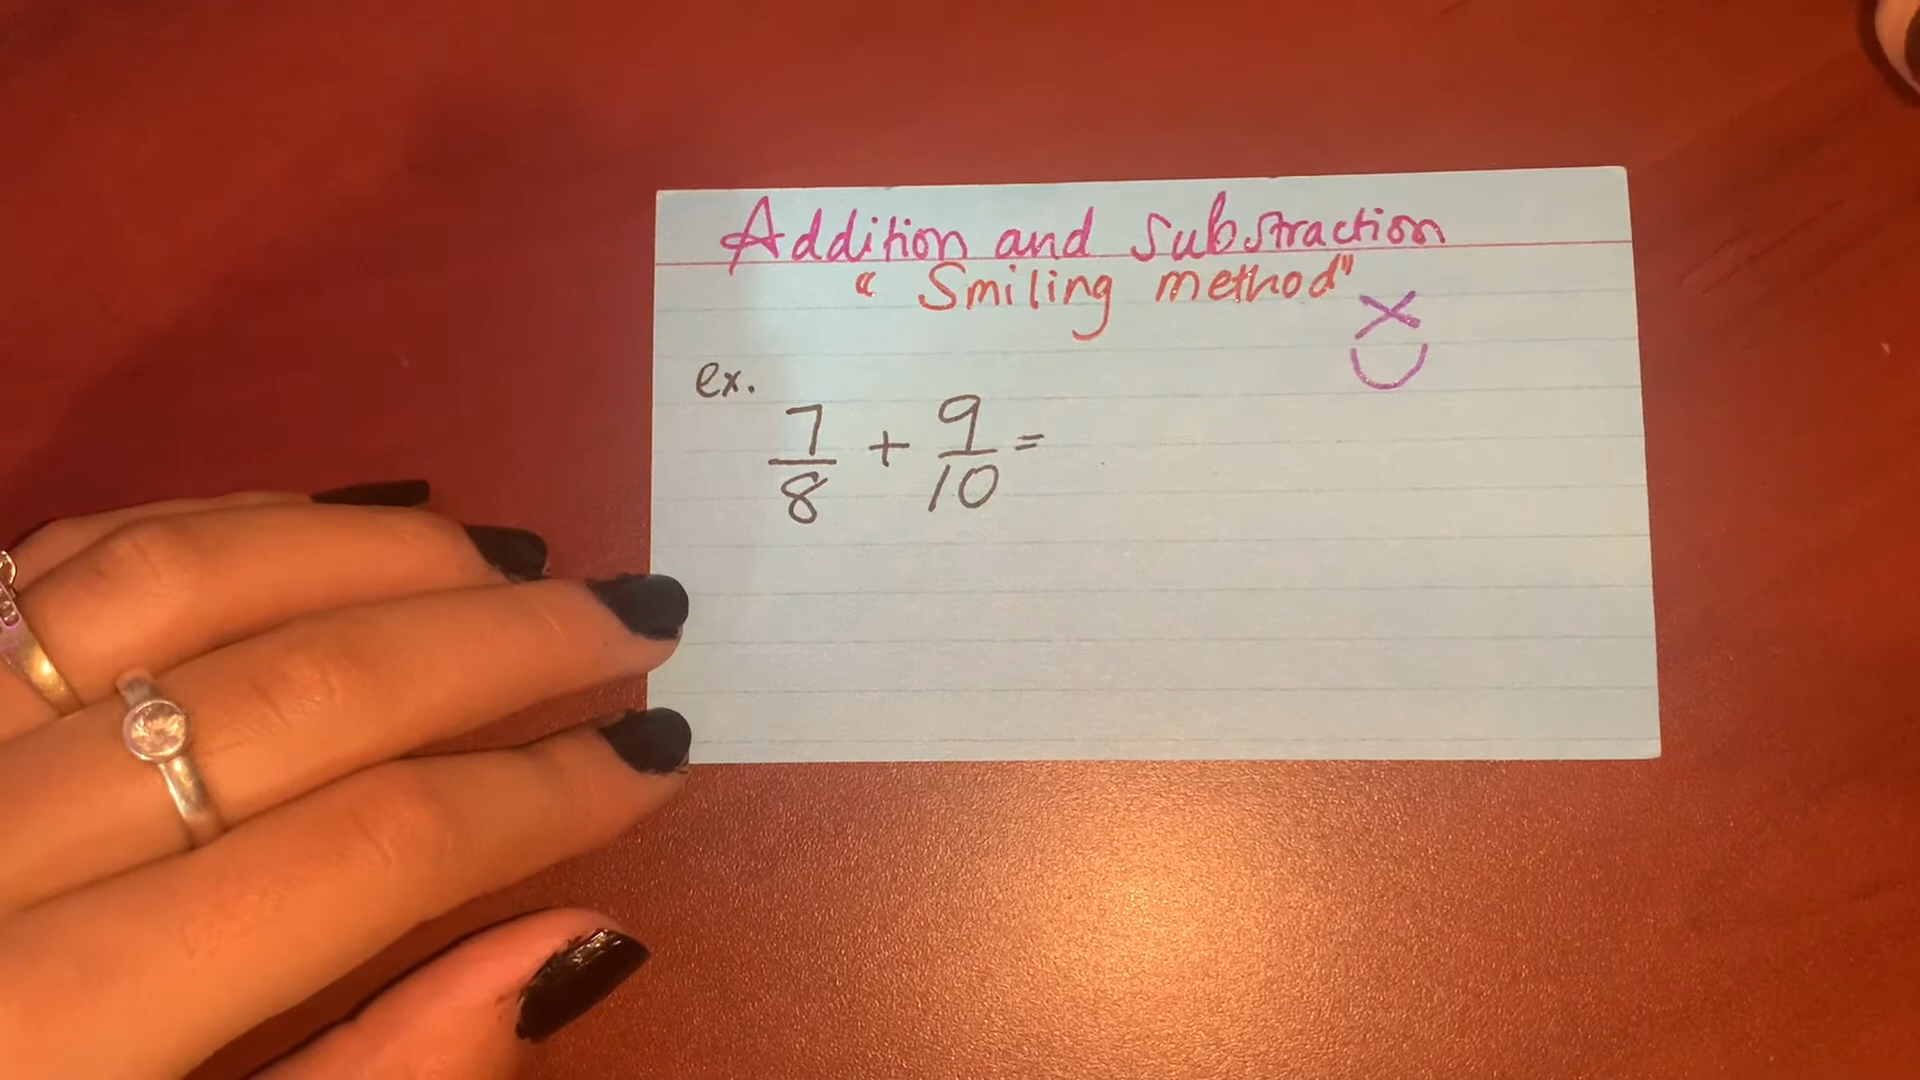 Addition and Substraction
"Smiling method"
ex.
7/8 + 9/10 =